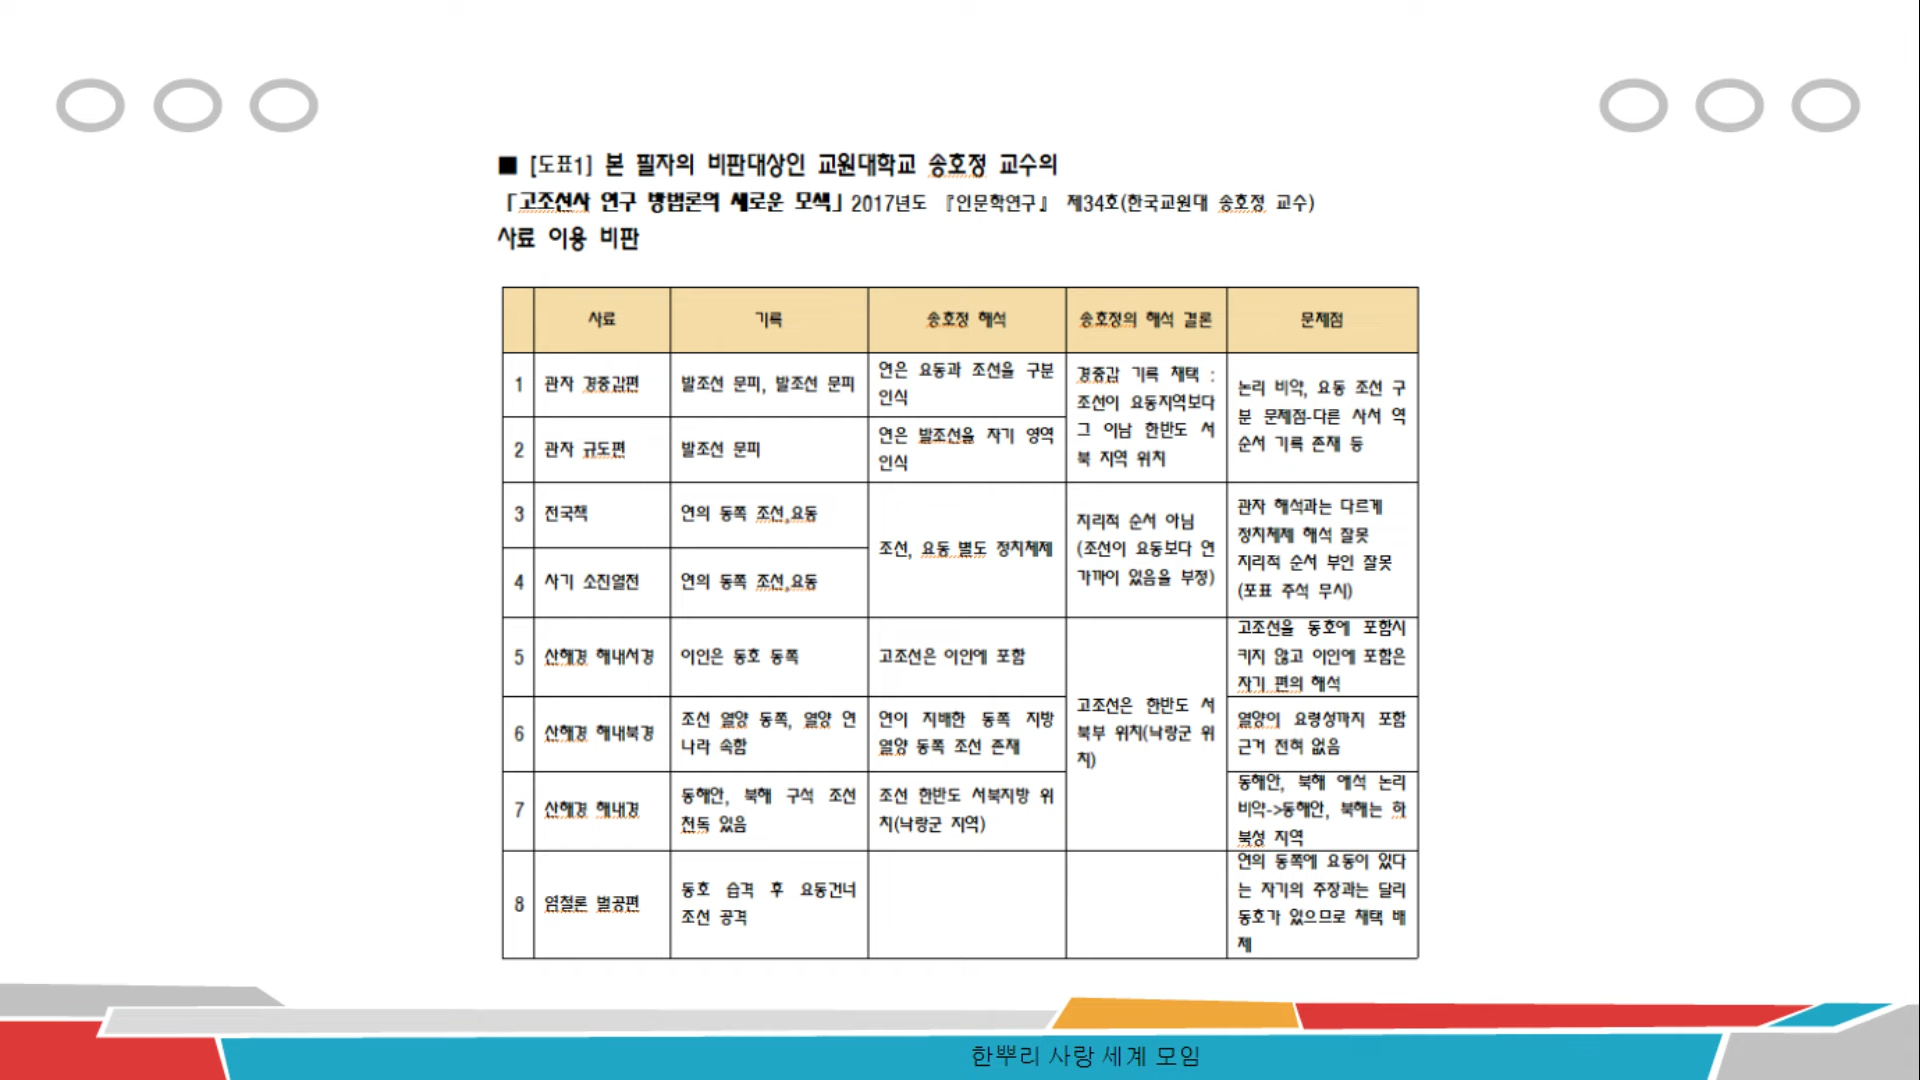 ■ [도표1] 본 필자의 비판대상인 교원대학교 송호정 교수의
「고조선사 연구 방법론의 새로운 모색」 2017년도 『인문학연구』 제34호(한국교원대 송호정 교수)
사료 이용 비판
사료 기록 송호정 해석 송호정의 해석 결론 문제점
1 관자 경중갑편
발조선 문피, 발조선 문피
연은 요동과 조선을 구분
인식
경중갑 기록 채택 :
조선이 요동지역보다
그 이남 한반도 서
북 지역 위치
논리 비약, 요동 조선 구
분 문제점-다른 사서 역
순서 기록 존재 등
2 관자 규도편
발조선 문피
연은 발조선을 자기 영역
인식
3 전국책
연의 동쪽 조선,요동
조선, 요동 별도 정치체제
지리적 순서 아님
(조선이 요동보다 연
가까이 있음을 부정)
관자 해석과는 다르게
정치체제 해석 잘못
지리적 순서 부인 잘못
(포표 주석 무시)
4 사기 소진열전
연의 동쪽 조선,요동
5 산해경 해내서경
이인은 동호 동쪽
고조선은 이인에 포함
고조선은 한반도 서
북부 위치(낙랑군 위
치)
고조선을 동호에 포함시
키지 않고 이인에 포함은
자기 편의 해석
6 산해경 해내북경
조선 열양 동쪽, 열양 연
나라 속함
연이 지배한 동쪽 지방
열양 동쪽 조선 존재
열양이 요령성까지 포함
근거 전혀 없음
7 산해경 해내경
동해안, 북해 구석 조선
천독 있음
조선 한반도 서북지방 위
치(낙랑군 지역)
동해안, 북해 애석 논리
비약->동해안, 북해는 하
북성 지역
8 염철론 벌공편
동호 습격 후 요동건너
조선 공격
연의 동쪽에 요동이 있다
는 자기의 주장과는 달리
동호가 있으므로 채택 배
제
한뿌리 사랑 세계 모임